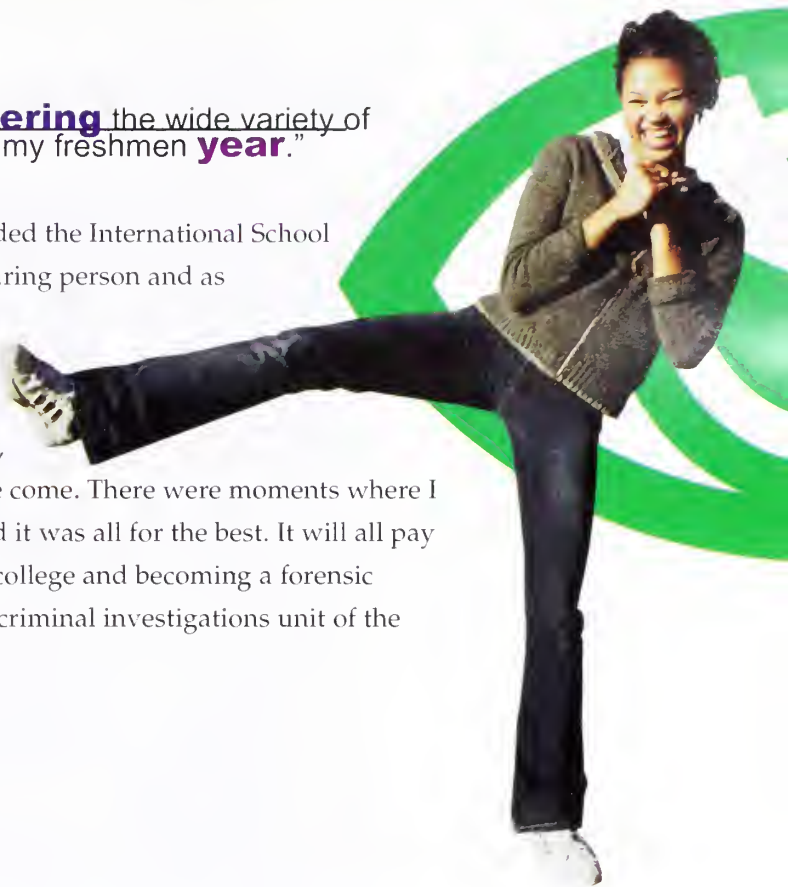 ering the wide variety of
my freshmen year.”
ded the International School
ring person and as
e come. There were moments where I
d it was all for the best. It will all pay
college and becoming a forensic
criminal investigations unit of the